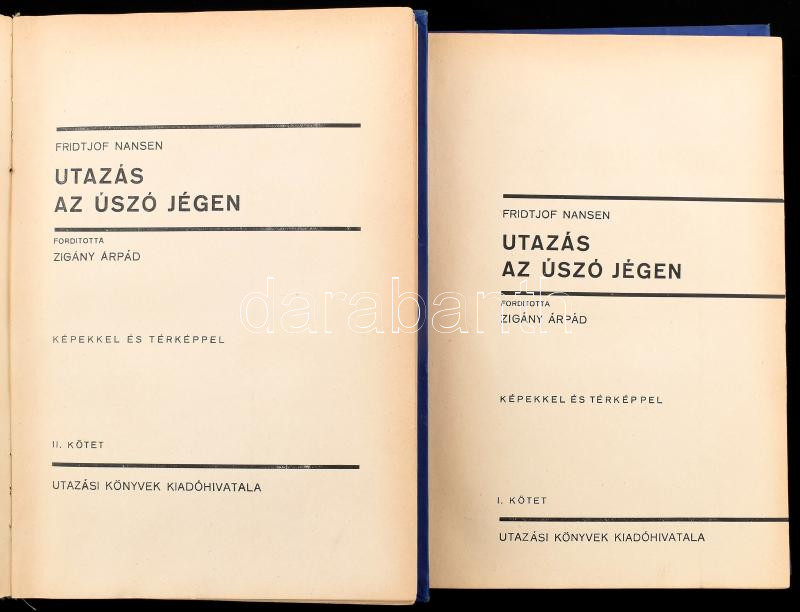 FRIDTJOF NANSEN
UTAZÁS
AZ ÚSZÓ JÉGEN
FORDITOTTA
ZIGÁNY ÁRPÁD
KÉPEKKEL ÉS TÉRKÉPPEL
II. KÖTET
UTAZÁSI KÖNYVEK KIADÓHIVATALA
FRIDTJOF NANSEN
UTAZÁS
AZ ÚSZÓ JÉGEN
FORDITOTTA
ZIGÁNY ÁRPÁD
KÉPEKKEL ÉS TÉRKÉPPEL
I. KÖTET
UTAZÁSI KÖNYVEK KIADÓHIVATALA
darabanth